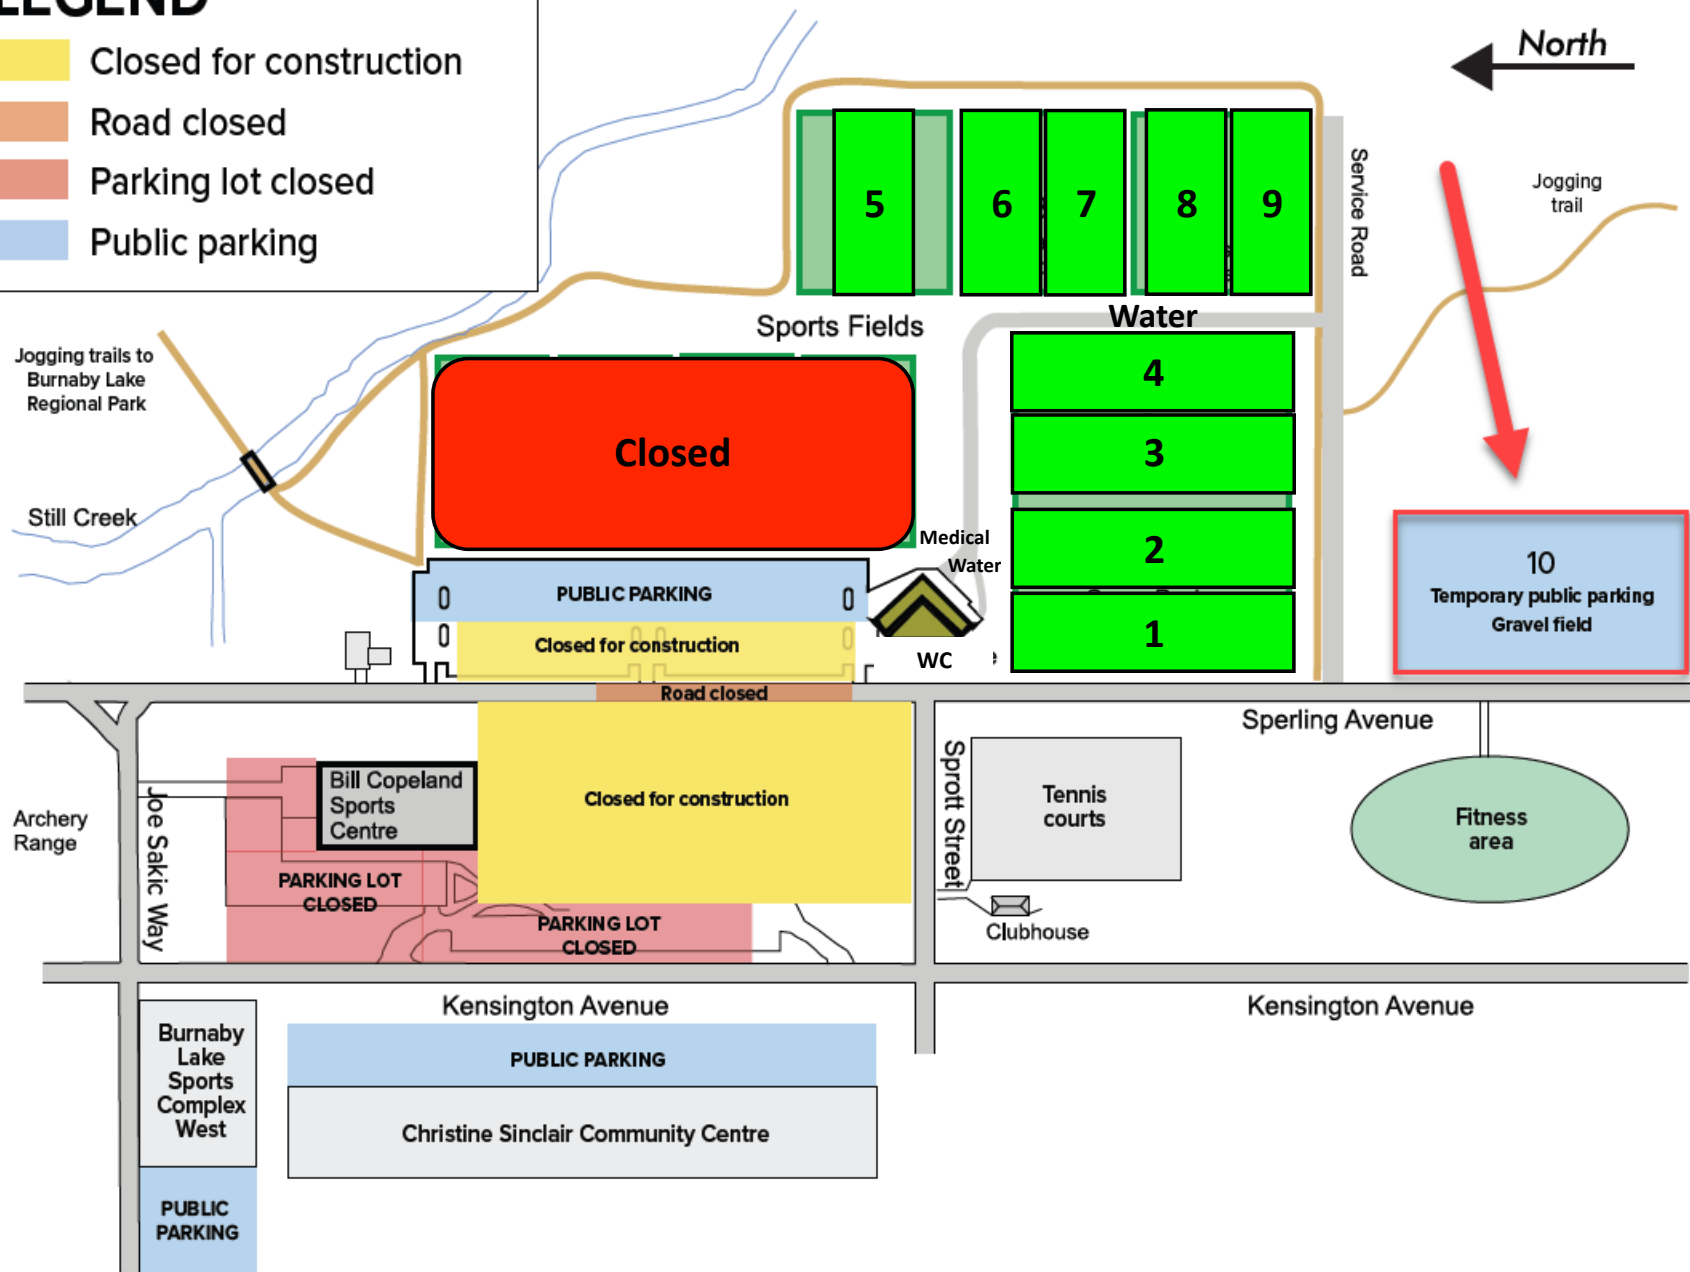 LEGEND
Closed for construction
Road closed
Parking lot closed
Public parking
North
5
6
7
8
9
Service Road
Jogging
trail
Sports Fields
Water
4
3
2
1
Jogging trails to
Burnaby Lake
Regional Park
Still Creek
Closed
Medical
Water
WC
PUBLIC PARKING
Closed for construction
Road closed
10
Temporary public parking
Gravel field
Sperling Avenue
Archery
Range
Joe Sakic Way
Bill Copeland
Sports
Centre
Closed for construction
PARKING LOT
CLOSED
PARKING LOT
CLOSED
Sprott Street
Tennis
courts
Clubhouse
Fitness
area
Kensington Avenue
Kensington Avenue
Burnaby
Lake
Sports
Complex
West
PUBLIC PARKING
Christine Sinclair Community Centre
PUBLIC
PARKING